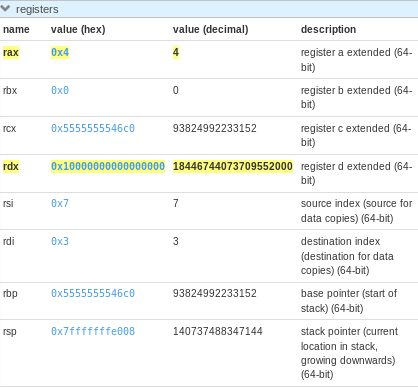 registers
name value (hex) value (decimal) description
rax 0x4 4 register a extended (64-
bit)
rbx 0x0 0 register b extended (64-
bit)
rcx 0x5555555546c0 93824992233152 register c extended (64-
bit)
rdx 0x10000000000000000 18446744073709552000 register d extended (64-
bit)
rsi 0x7 7 source index (source for
data copies) (64-bit)
rdi 0x3 3 destination index
(destination for data
copies) (64-bit)
rbp 0x5555555546c0 93824992233152 base pointer (start of
stack) (64-bit)
rsp 0x7fffffffe008 140737488347144 stack pointer (current
location in stack,
growing downwards)
(64-bit)